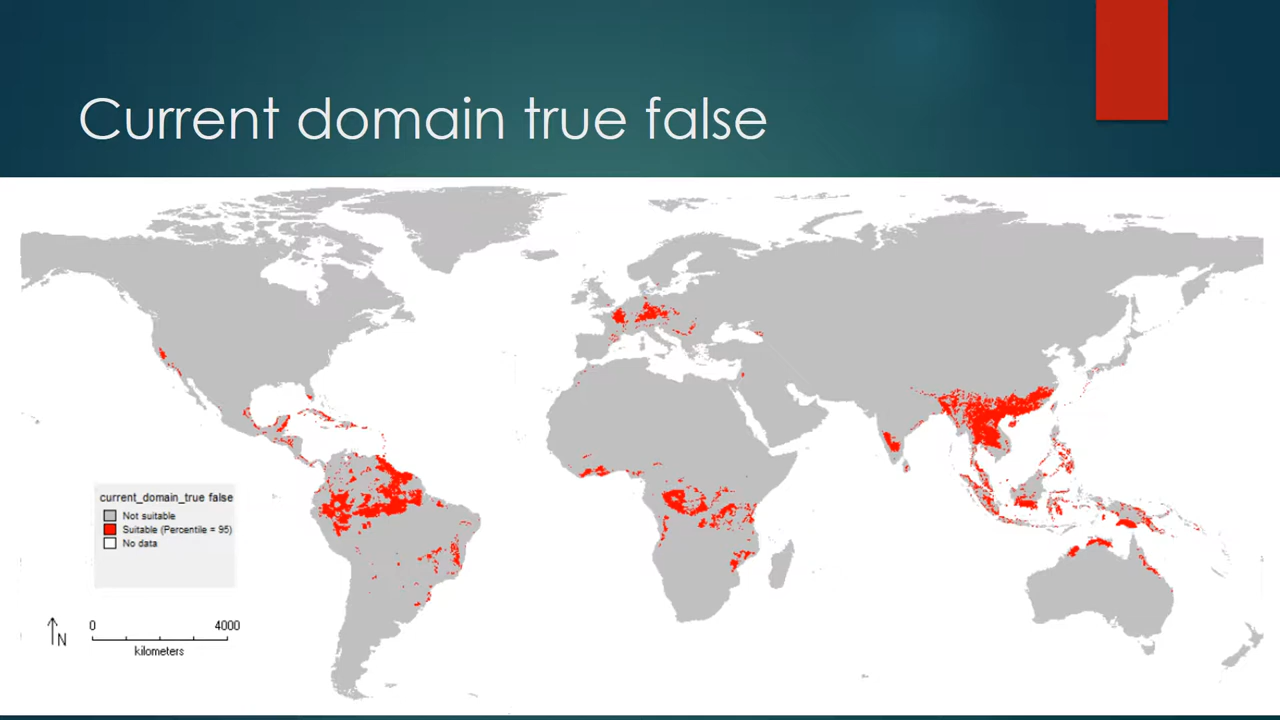 Current domain true false
current_domain_true false
Not suitable
Suitable (Percentile = 95)
No data
N
0 4000
kilometers